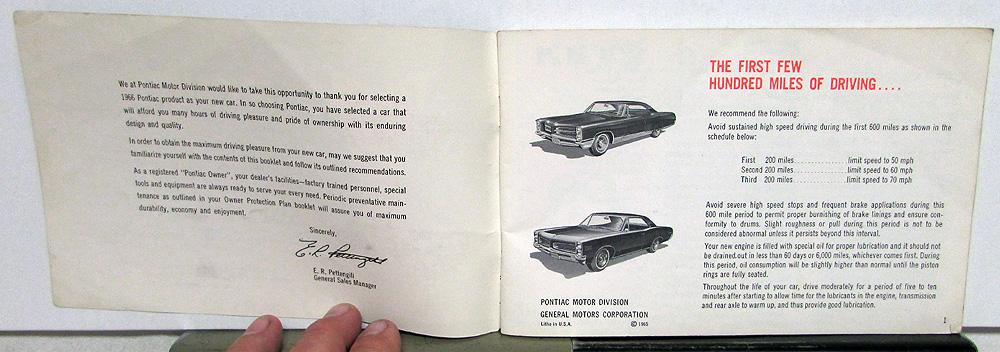 We at Pontiac Motor Division would like to take this opportunity to thank you for selecting a
1966 Pontiac product as your new car. In so choosing Pontiac, you have selected a car that
will afford you many hours of driving pleasure and pride of ownership with its enduring
design and quality.
In order to obtain the maximum driving pleasure from your new car, may we suggest that you
familiarize yourself with the contents of this booklet and follow its outlined recommendations.
As a registered "Pontiac Owner", your dealer's facilities—factory trained personnel, special
tools and equipment are always ready to serve your every need. Periodic preventative main-
tenance as outlined in your Owner Protection Plan booklet will assure you of maximum
durability, economy and enjoyment.
Sincerely,
E. R. Pettengill
E. R. Pettengill
General Sales Manager
THE FIRST FEW
HUNDRED MILES OF DRIVING....
We recommend the following:
Avoid sustained high speed driving during the first 600 miles as shown in the
schedule below:
First 200 miles................limit speed to 50 mph
Second 200 miles................limit speed to 60 mph
Third 200 miles................limit speed to 70 mph
Avoid severe high speed stops and frequent brake applications during this
600 mile period to permit proper burnishing of brake linings and ensure con-
formity to drums. Slight roughness or pull during this period is not to be
considered abnormal unless it persists beyond this interval.
Your new engine is filled with special oil for proper lubrication and it should not
be drained.out in less than 60 days or 6,000 miles, whichever comes first. During
this period, oil consumption will be slightly higher than normal until the piston
rings are fully seated.
Throughout the life of your car, drive moderately for a period of five to ten
minutes after starting to allow time for the lubricants in the engine, transmission
and rear axle to warm up, and thus provide good lubrication.
PONTIAC MOTOR DIVISION
GENERAL MOTORS CORPORATION
Litho in U.S.A. © 1965
1